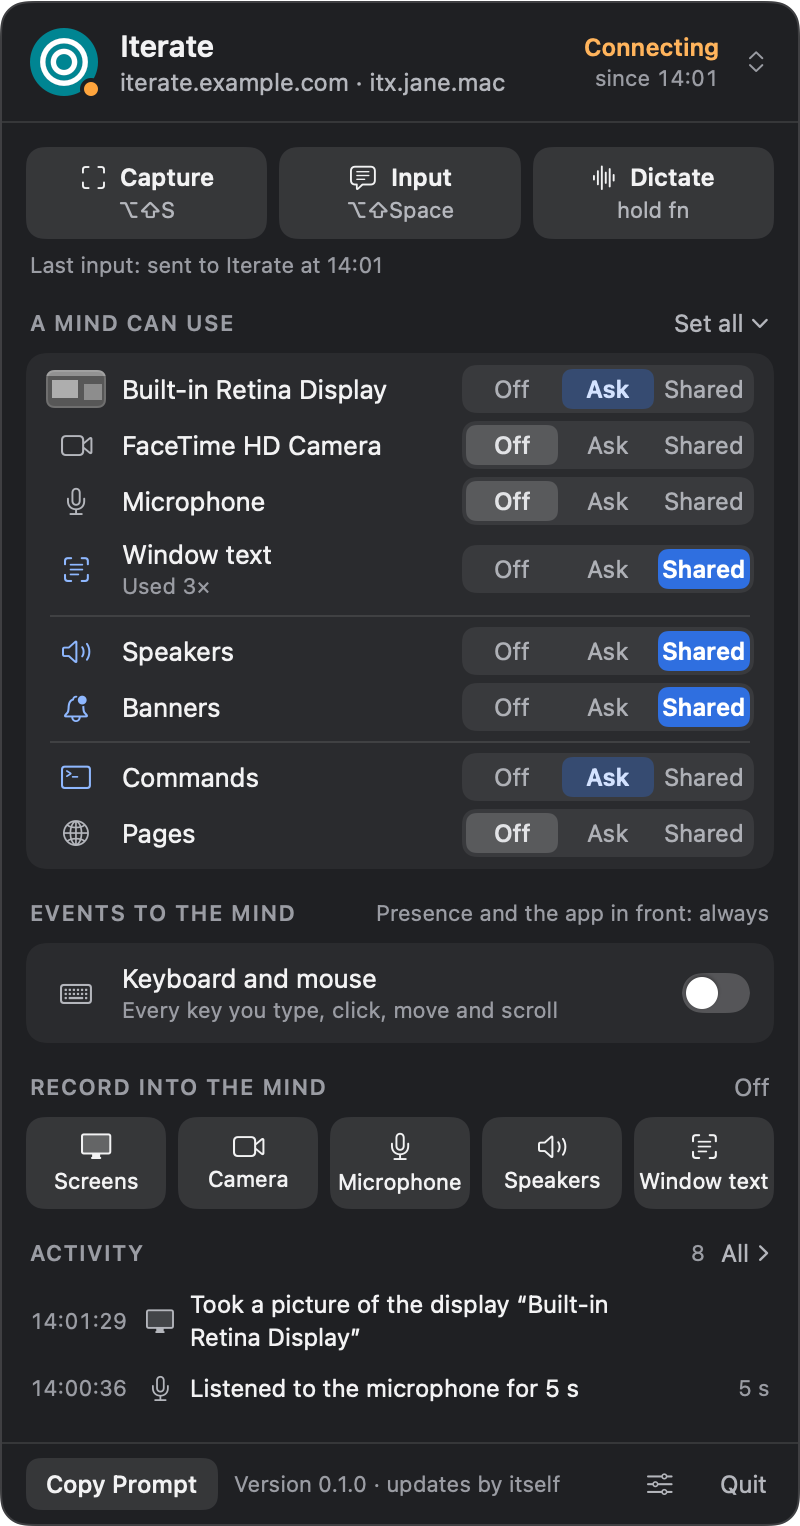 Iterate
Connecting
iterate.example.com · itx.jane.mac
since 14:01
Capture
⌥⇧S
Input
⌥⇧Space
Dictate
hold fn
Last input: sent to Iterate at 14:01
A MIND CAN USE
Set all
Built-in Retina Display
Off Ask Shared
FaceTime HD Camera
Off Ask Shared
Microphone
Off Ask Shared
Window text
Used 3×
Off Ask Shared
Speakers
Off Ask Shared
Banners
Off Ask Shared
Commands
Off Ask Shared
Pages
Off Ask Shared
EVENTS TO THE MIND
Presence and the app in front: always
Keyboard and mouse
Every key you type, click, move and scroll
RECORD INTO THE MIND
Off
Screens
Camera
Microphone
Speakers
Window text
ACTIVITY
8 All
14:01:29
Took a picture of the display “Built-in
Retina Display”
14:00:36
Listened to the microphone for 5 s
5 s
Copy Prompt
Version 0.1.0 · updates by itself
Quit